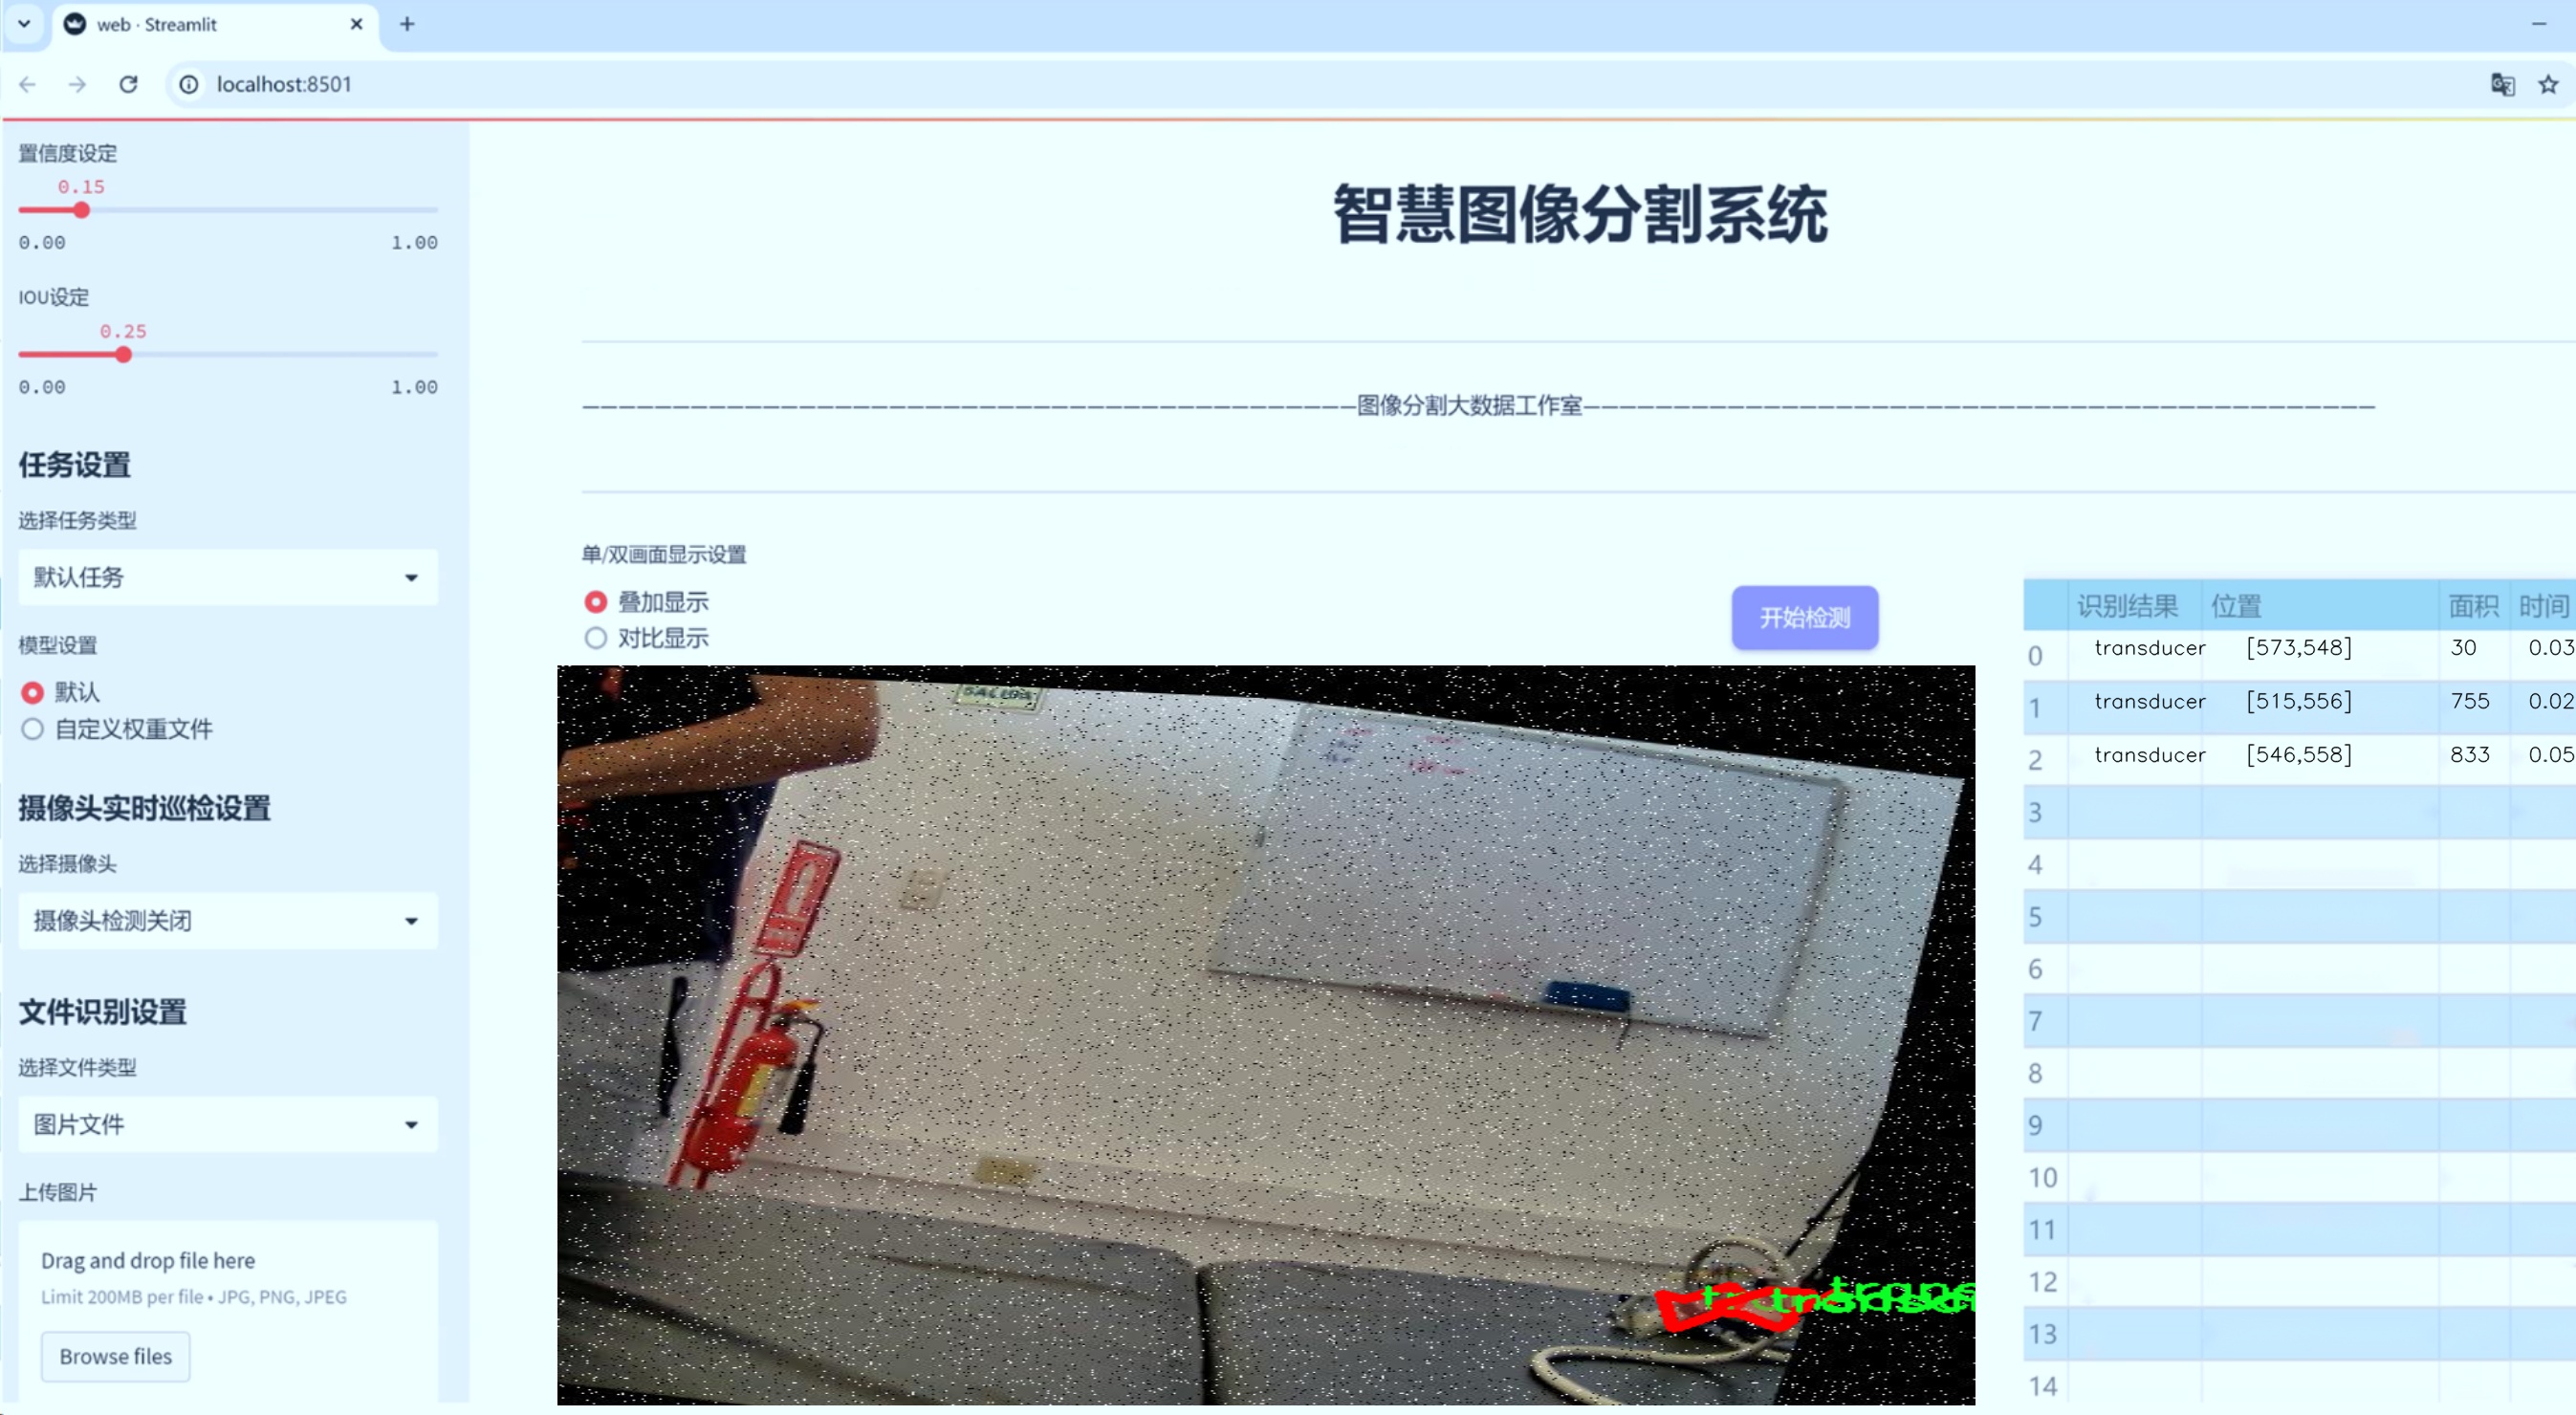 web · Streamlit
localhost:8501
置信度设定
0.15
0.00 1.00
IOU设定
0.25
0.00 1.00
任务设置
选择任务类型
默认任务
模型设置
默认
自定义权重文件
摄像头实时巡检设置
选择摄像头
摄像头检测关闭
文件识别设置
选择文件类型
图片文件
上传图片
Drag and drop file here
Limit 200MB per file • JPG, PNG, JPEG
Browse files
智慧图像分割系统
图像分割大数据工作室
单/双画面显示设置
叠加显示
对比显示
开始检测
识别结果 位置 面积 时间
0 transducer [573,548] 30 0.03
1 transducer [515,556] 755 0.02
2 transducer [546,558] 833 0.05
3
4
5
6
7
8
9
10
11
12
13
14